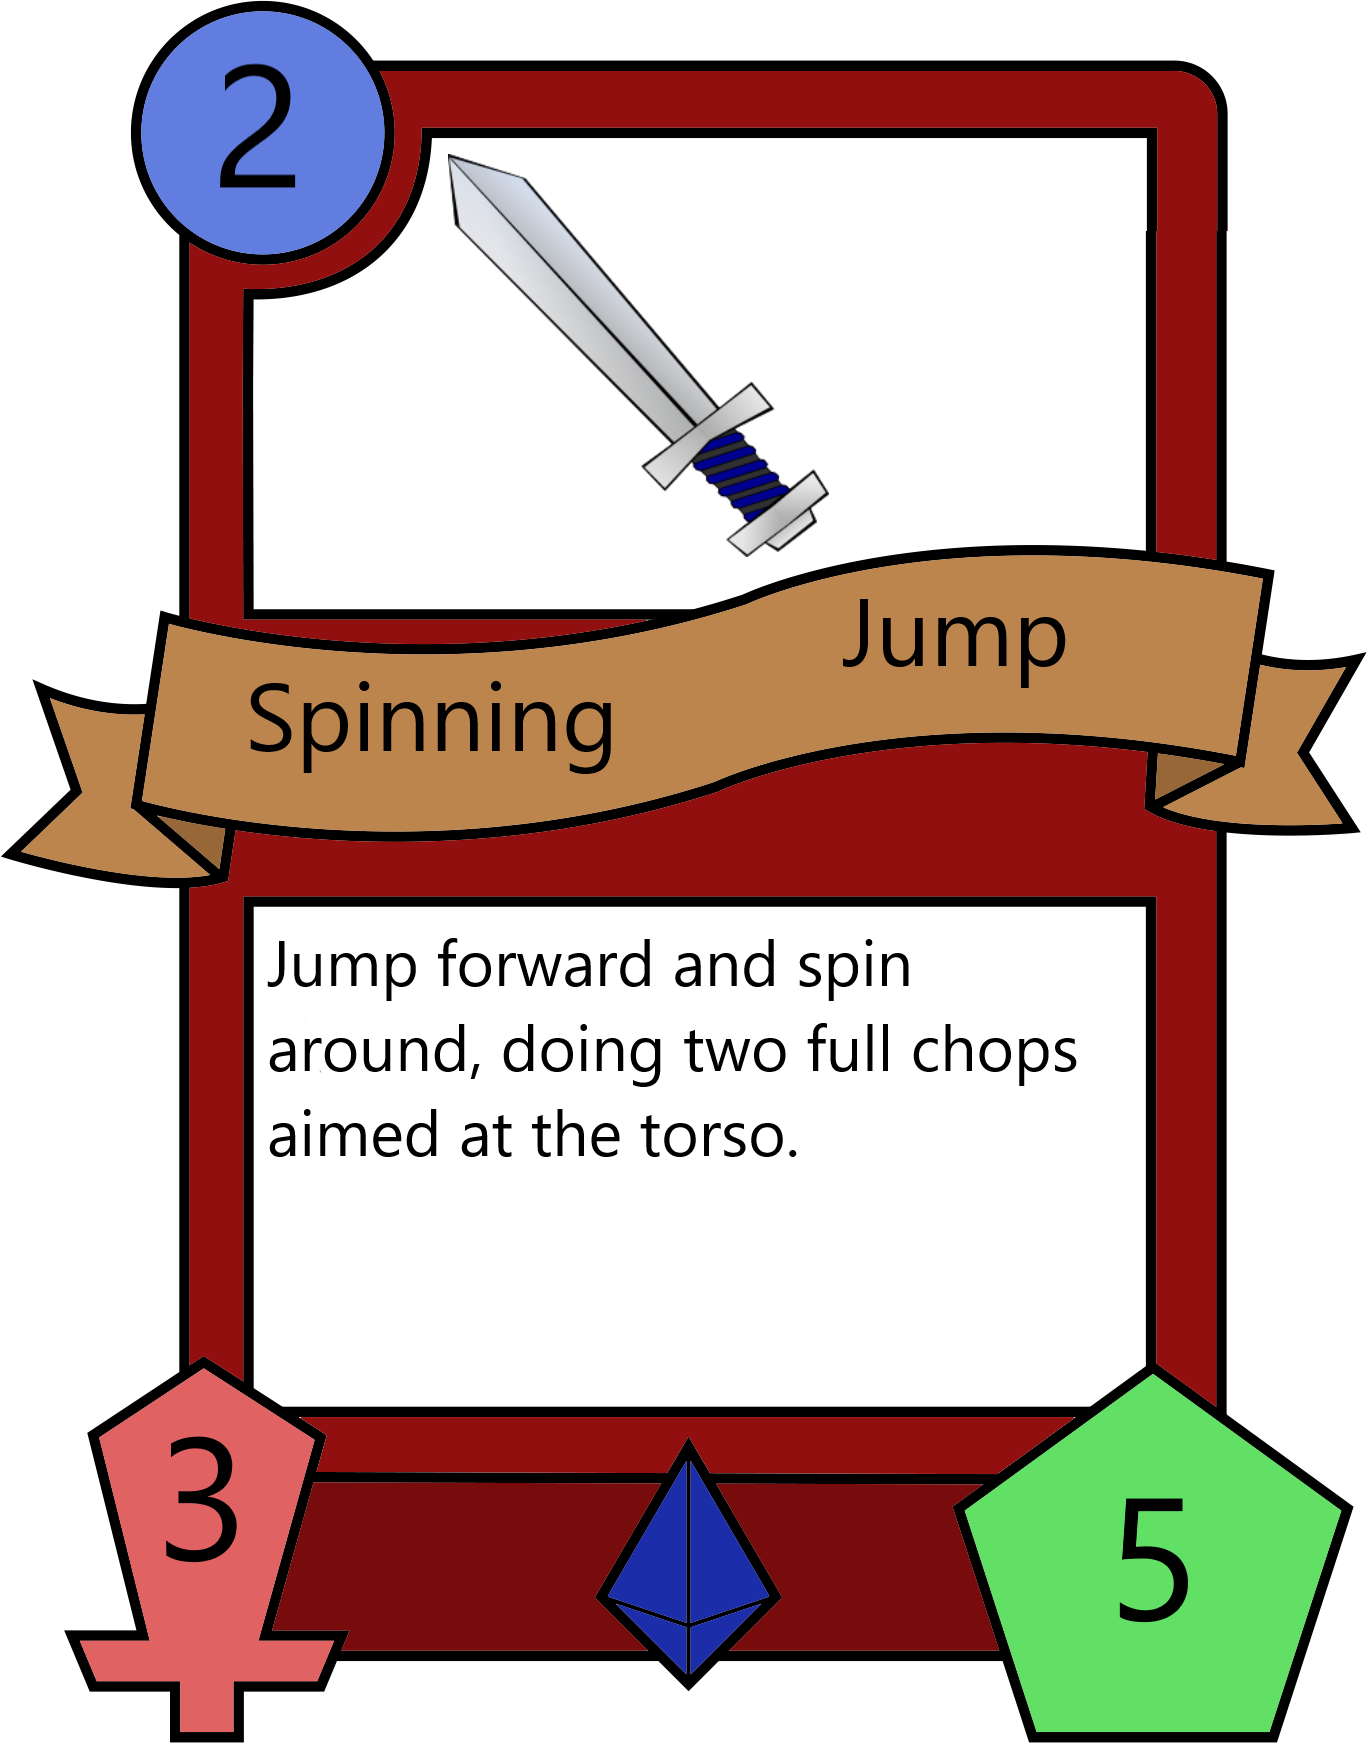 2
Spinning Jump
Jump forward and spin
around, doing two full chops
aimed at the torso.
3
5